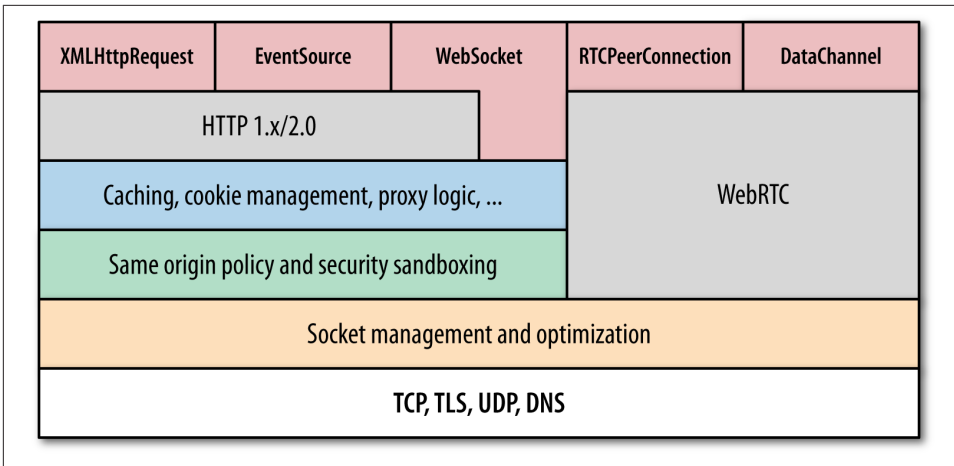 XMLHttpRequest
EventSource
WebSocket
RTCPeerConnection
DataChannel
HTTP 1.x/2.0
Caching, cookie management, proxy logic, ...
WebRTC
Same origin policy and security sandboxing
Socket management and optimization
TCP, TLS, UDP, DNS